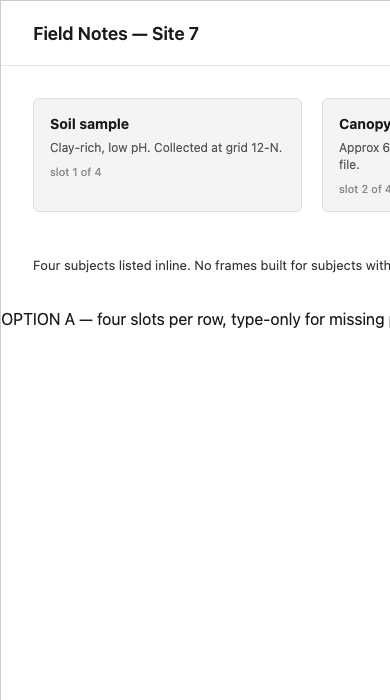 Field Notes — Site 7
Soil sample
Clay-rich, low pH. Collected at grid 12-N.
slot 1 of 4
Canopy
Approx 6
file.
slot 2 of 4
Four subjects listed inline. No frames built for subjects with
OPTION A — four slots per row, type-only for missing